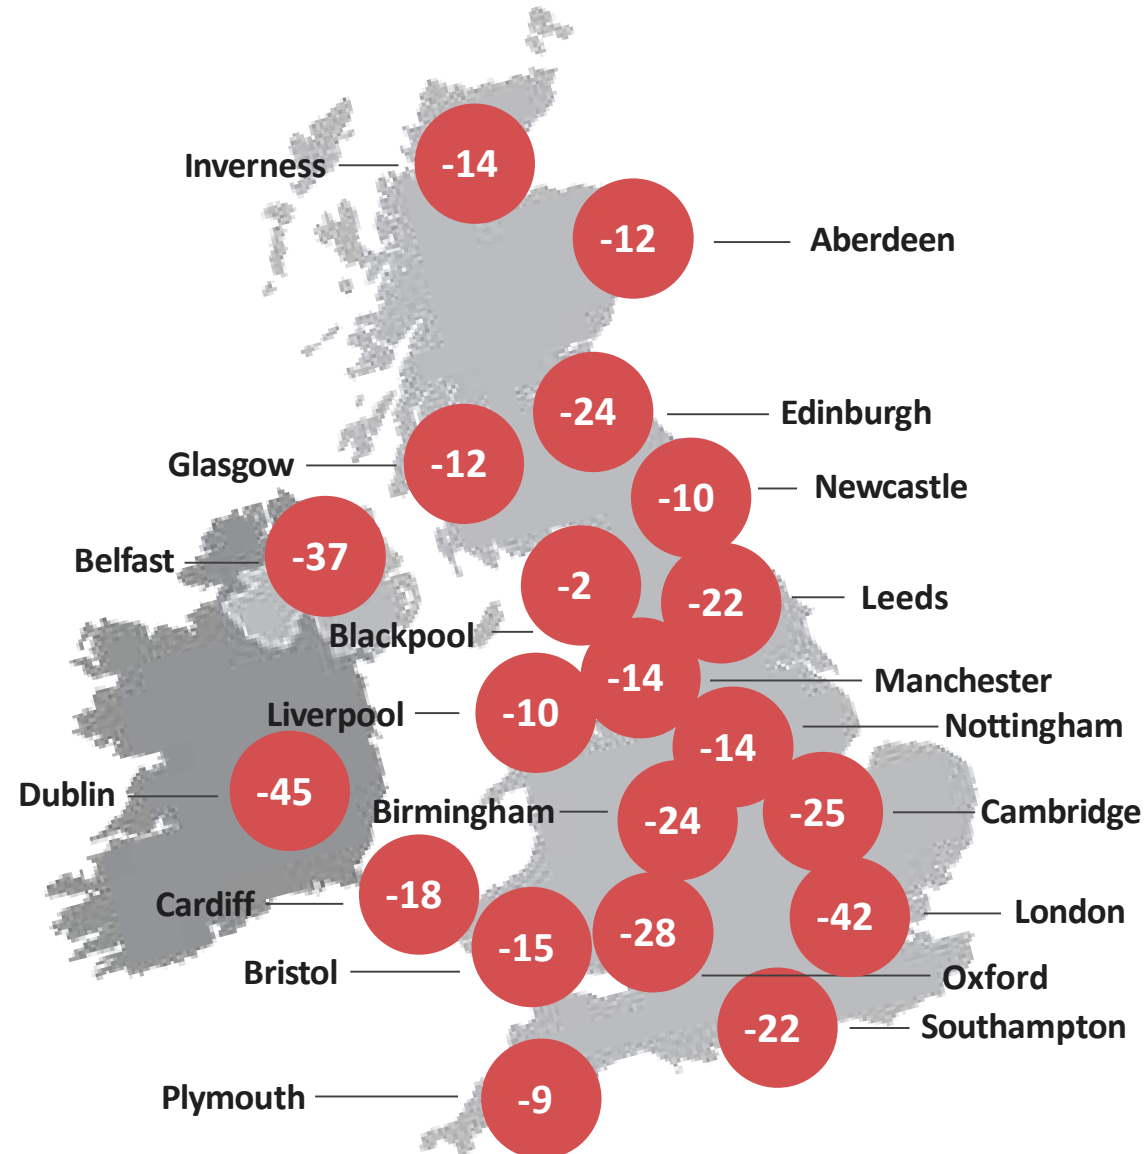 Inverness
-14
-12
Aberdeen
-24
Edinburgh
Glasgow
-12
-10
Newcastle
Belfast
-37
-2
Blackpool
-22
Leeds
-14
Manchester
Liverpool
-10
-14
Nottingham
Dublin
-45
Birmingham
-24
-25
Cambridge
Cardiff
-18
-42
London
Bristol
-15
-28
Oxford
-22
Southampton
Plymouth
-9